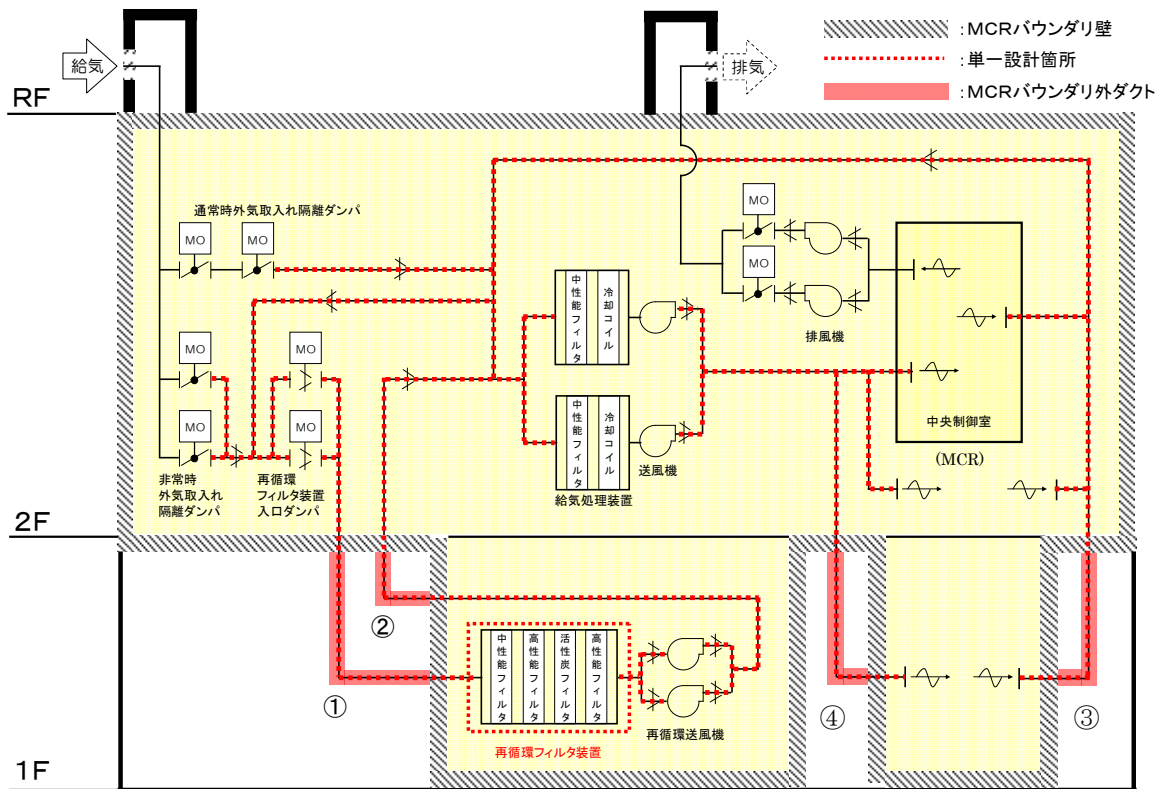 :MCRバウンダリ壁
:単一設計箇所
:MCRバウンダリ外ダクト
給気
排気
RF
通常時外気取入れ隔離ダンパ
MO
MO
MO
MO
MO
MO
MO
MO
中性能フィルタ
冷却コイル
中性能フィルタ
冷却コイル
排風機
送風機
給気処理装置
中央制御室
(MCR)
非常時
外気取入れ
隔離ダンパ
再循環
フィルタ装置
入口ダンパ
2F
①
②
中性能フィルタ
高性能フィルタ
活性炭フィルタ
高性能フィルタ
再循環フィルタ装置
再循環送風機
④
③
1F